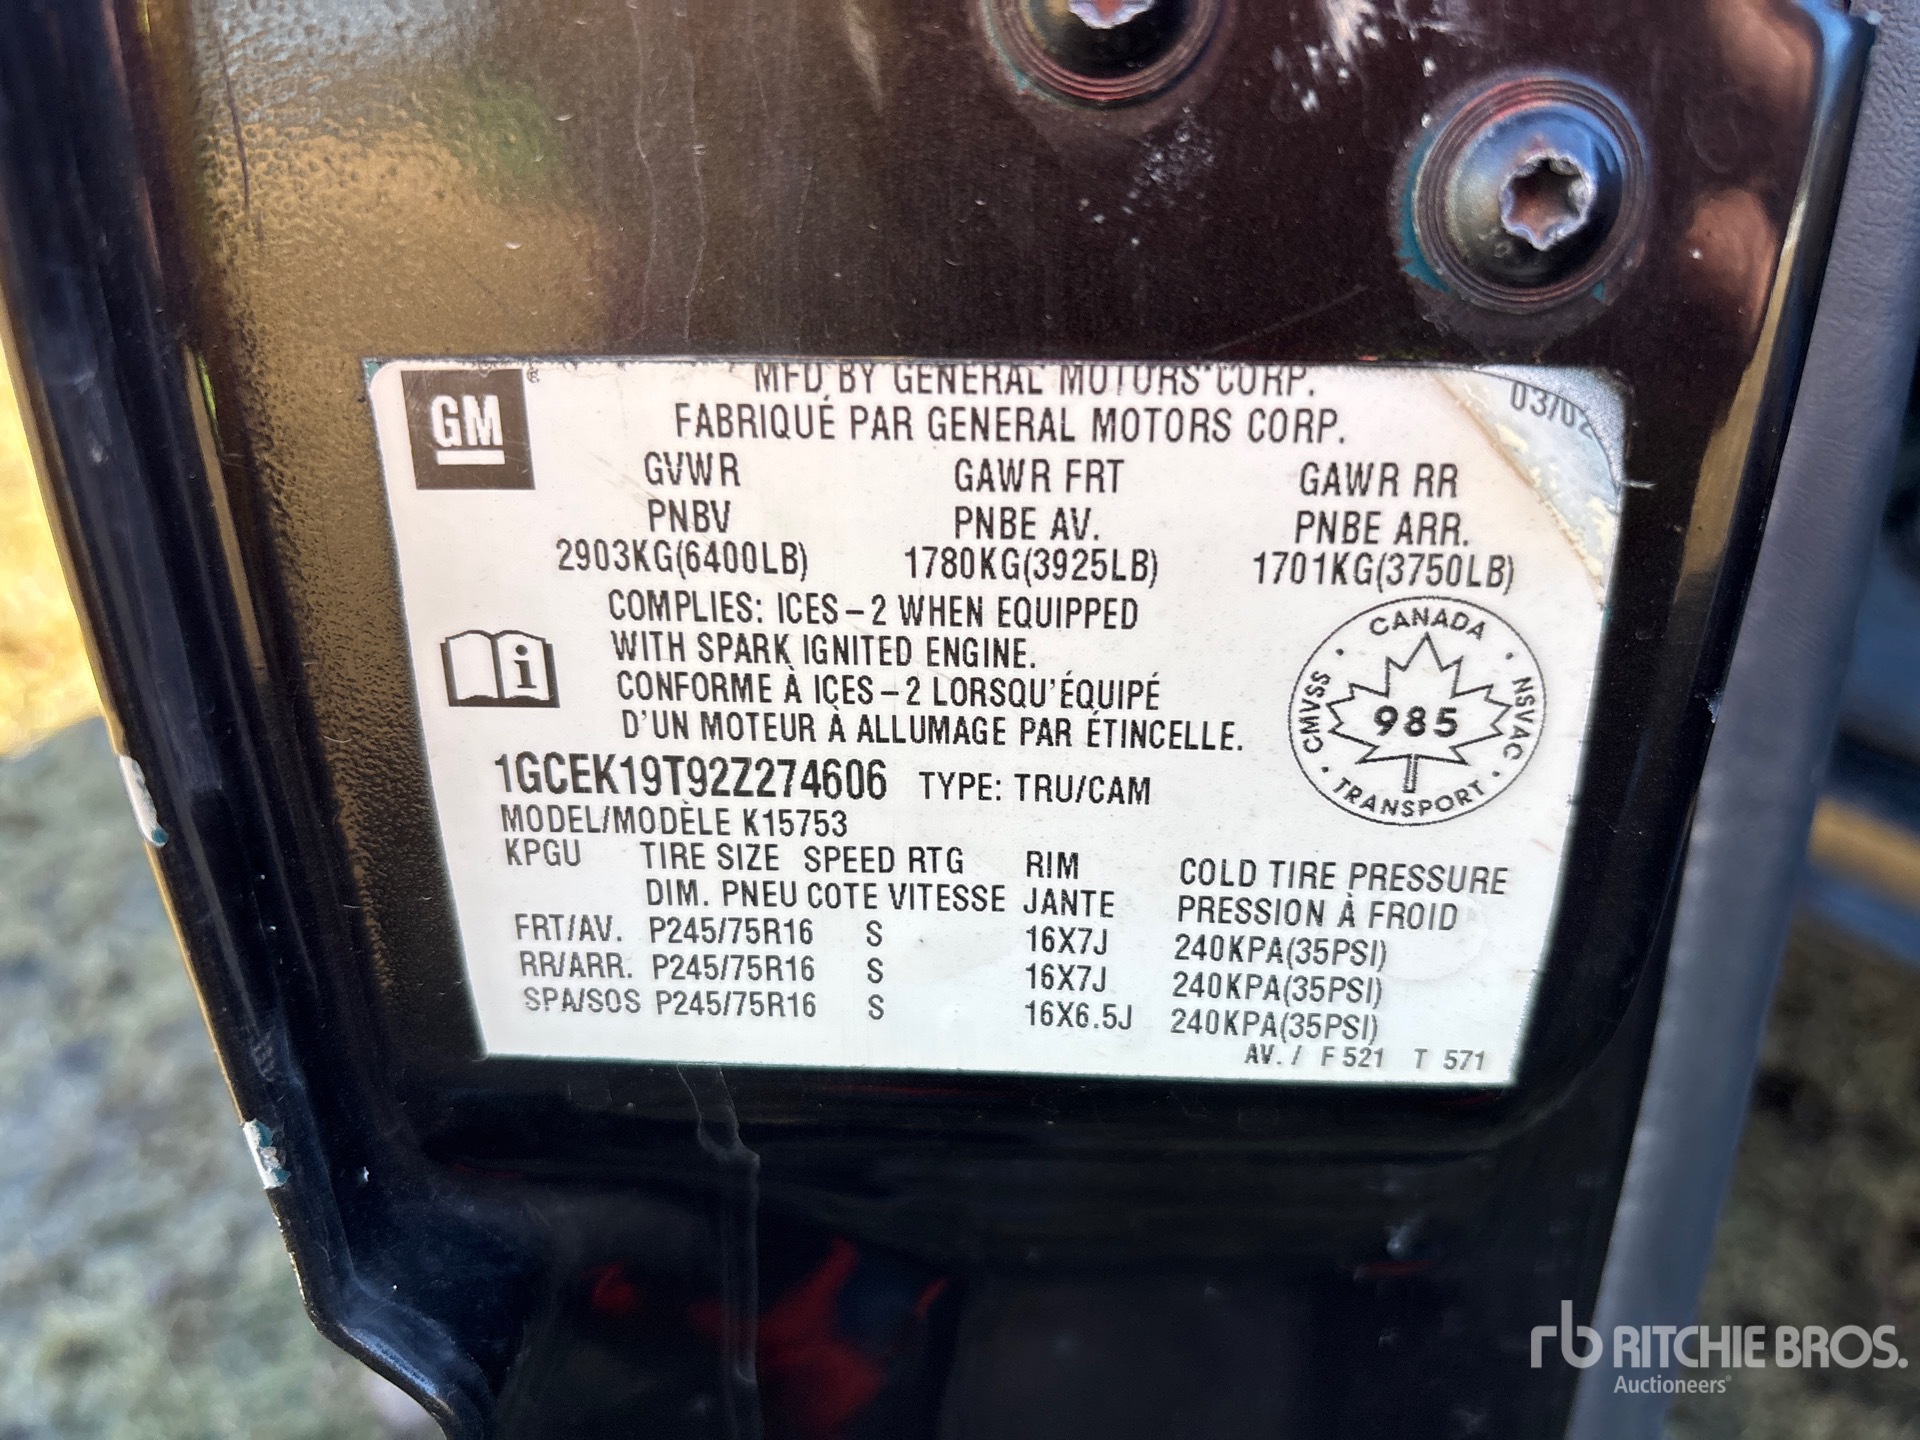 GM
MFD BY GENERAL MOTORS CORP.
03/02
FABRIQUÉ PAR GENERAL MOTORS CORP.
GVWR GAWR FRT GAWR RR
PNBV PNBE AV. PNBE ARR.
2903KG(6400LB) 1780KG(3925LB) 1701KG(3750LB)
COMPLIES: ICES-2 WHEN EQUIPPED
WITH SPARK IGNITED ENGINE.
CONFORME À ICES-2 LORSQU'ÉQUIPÉ
D'UN MOTEUR À ALLUMAGE PAR ÉTINCELLE.
i
CANADA
CMVSS 985 NSVAC
TRANSPORT
1GCEK19T92Z274606 TYPE: TRU/CAM
MODEL/MODÈLE K15753
KPGU TIRE SIZE SPEED RTG RIM COLD TIRE PRESSURE
DIM. PNEU COTE VITESSE JANTE PRESSION À FROID
FRT/AV. P245/75R16 S 16X7J 240KPA(35PSI)
RR/ARR. P245/75R16 S 16X7J 240KPA(35PSI)
SPA/SOS P245/75R16 S 16X6.5J 240KPA(35PSI)
AV. / F 521 T 571
rb RITCHIE BROS.
Auctioneers